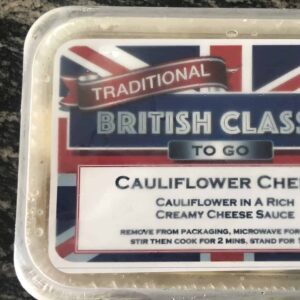 TRADITIONAL
BRITISH CLASS
TO GO
CAULIFLOWER CHE
CAULIFLOWER IN A RICH
CREAMY CHEESE SAUCE
REMOVE FROM PACKAGING, MICROWAVE FOR
STIR THEN COOK FOR 2 MINS, STAND FOR 1